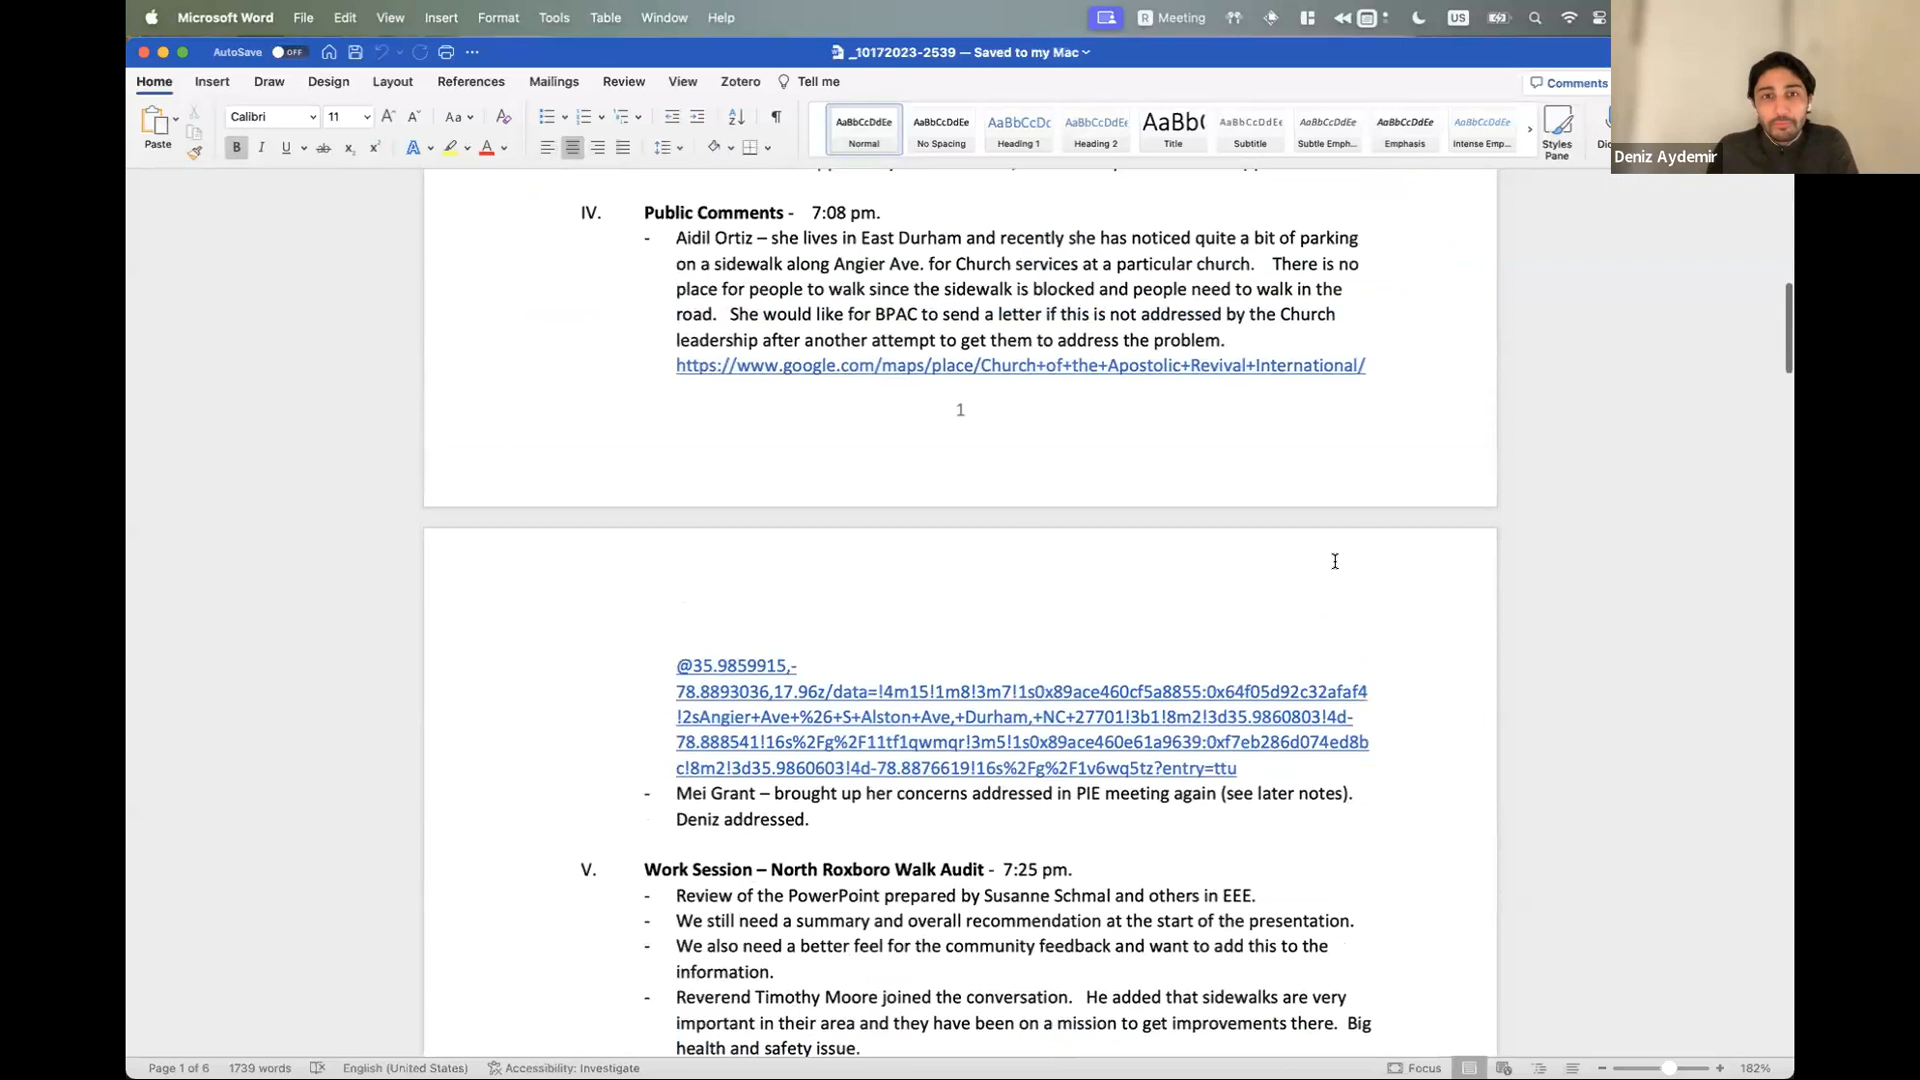 Microsoft Word File Edit View Insert Format Tools Table Window Help Meeting US
AutoSave OFF _10172023-2539 — Saved to my Mac
Home Insert Draw Design Layout References Mailings Review View Zotero Tell me Comments
Paste Calibri 11 Aa
AaBbCcDdEe AaBbCcDdEe AaBbCcDc AaBbCcDdEe AaBb( AaBbCcDdEe AaBbCcDdEe AaBbCcDdEe AaBbCcDdEe
Normal No Spacing Heading 1 Heading 2 Title Subtitle Subtle Emph... Emphasis Intense Emp... Styles Pane
Deniz Aydemir
IV. Public Comments - 7:08 pm.
- Aidil Ortiz – she lives in East Durham and recently she has noticed quite a bit of parking
on a sidewalk along Angier Ave. for Church services at a particular church. There is no
place for people to walk since the sidewalk is blocked and people need to walk in the
road. She would like for BPAC to send a letter if this is not addressed by the Church
leadership after another attempt to get them to address the problem.
https://www.google.com/maps/place/Church+of+the+Apostolic+Revival+International/
1
@35.9859915,-
78.8893036,17.96z/data=!4m15!1m8!3m7!1s0x89ace460cf5a8855:0x64f05d92c32afaf4
!2sAngier+Ave+%26+S+Alston+Ave,+Durham,+NC+27701!3b1!8m2!3d35.9860803!4d-
78.888541!16s%2Fg%2F11tf1qwmqr!3m5!1s0x89ace460e61a9639:0xf7eb286d074ed8b
c!8m2!3d35.9860603!4d-78.8876619!16s%2Fg%2F1v6wq5tz?entry=ttu
- Mei Grant – brought up her concerns addressed in PIE meeting again (see later notes).
Deniz addressed.
V. Work Session – North Roxboro Walk Audit - 7:25 pm.
- Review of the PowerPoint prepared by Susanne Schmal and others in EEE.
- We still need a summary and overall recommendation at the start of the presentation.
- We also need a better feel for the community feedback and want to add this to the
information.
- Reverend Timothy Moore joined the conversation. He added that sidewalks are very
important in their area and they have been on a mission to get improvements there. Big
health and safety issue.
Page 1 of 6 1739 words English (United States) Accessibility: Investigate Focus 182%